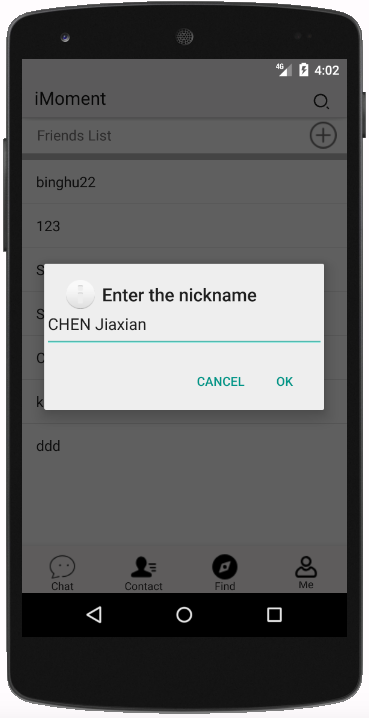 4G 4:02
iMoment
Friends List
binghu22
123
S
Enter the nickname
CHEN Jiaxian
S
C
CANCEL OK
k
ddd
Chat Contact Find Me